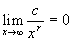 lim x→∞ c/x^r = 0